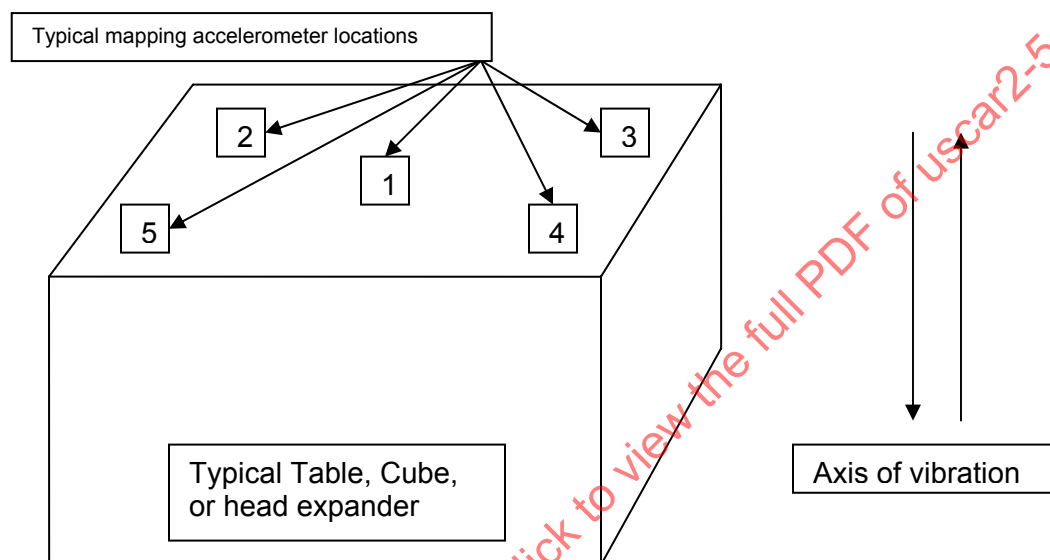 Typical mapping accelerometer locations
2
3
1
5
4
Typical Table, Cube,
or head expander
Axis of vibration
lick to view the full PDF of uscar2-5